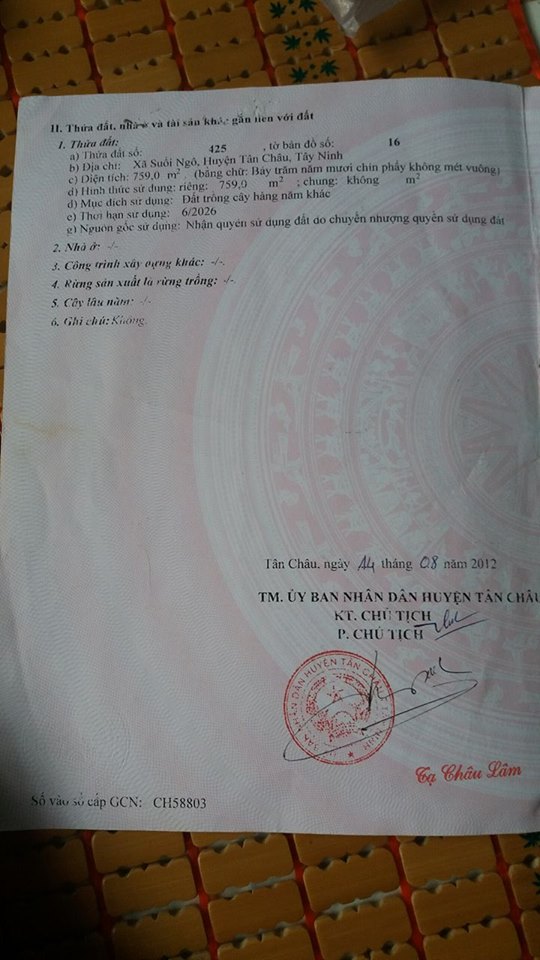 II. Thửa đất, nhà ở và tài sản khác gắn liền với đất
1. Thửa đất:
a) Thửa đất số: 425 , tờ bản đồ số: 16
b) Địa chỉ: Xã Suối Ngô, Huyện Tân Châu, Tây Ninh
c) Diện tích: 759.0 m², (bằng chữ: Bảy trăm năm mươi chín phẩy không mét vuông)
d) Hình thức sử dụng: riêng: 759,0 m² ; chung: không m²
đ) Mục đích sử dụng: Đất trồng cây hàng năm khác
e) Thời hạn sử dụng: 6/2026
g) Nguồn gốc sử dụng: Nhận quyền sử dụng đất do chuyển nhượng quyền sử dụng đất
2. Nhà ở: -/-
3. Công trình xây dựng khác: -/-
4. Rừng sản xuất là rừng trồng: -/-
5. Cây lâu năm: -/-
6. Ghi chú: Không.
Tân Châu, ngày 14 tháng 08 năm 2012
TM. ỦY BAN NHÂN DÂN HUYỆN TÂN CHÂU
KT. CHỦ TỊCH
P. CHỦ TỊCH
BAN NHÂN DÂN HUYỆN TÂN CHÂU
Tạ Châu Lâm
Số vào sổ cấp GCN: CH58803